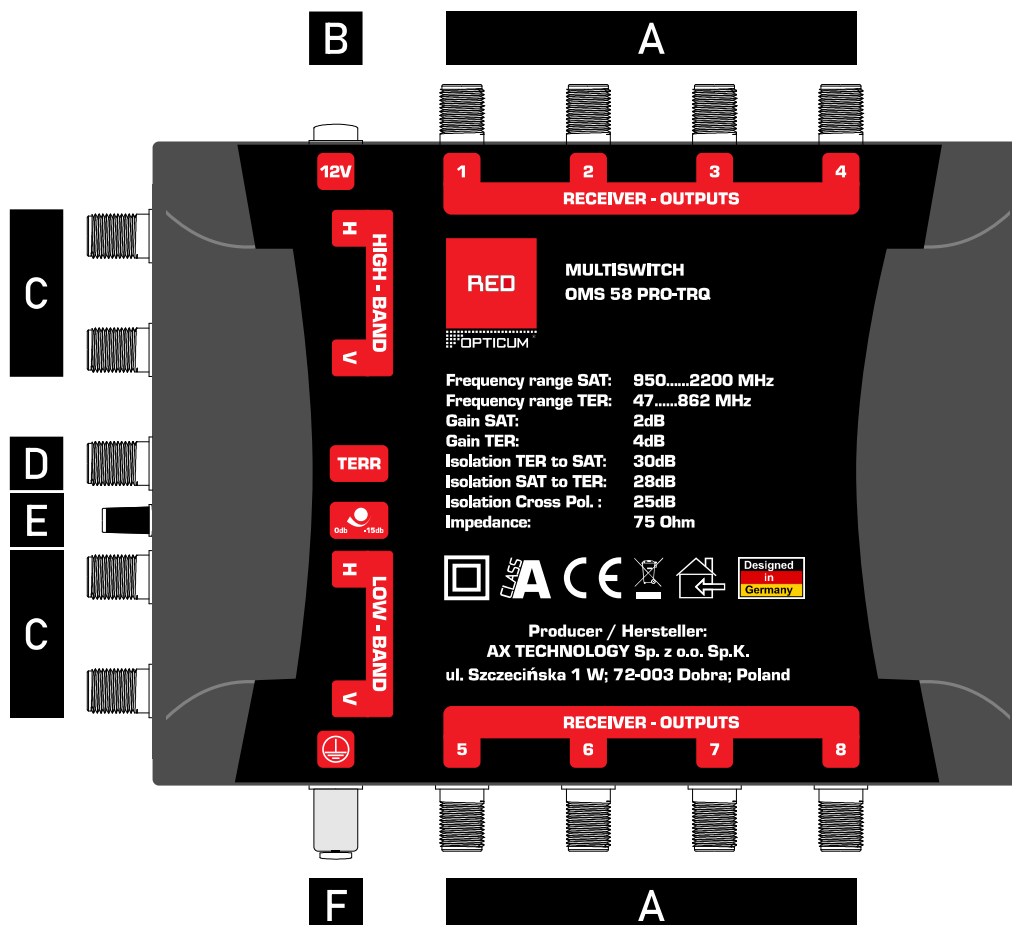 B
A
12V
1 2 3 4
RECEIVER - OUTPUTS
C
H
HIGH - BAND
V
RED
OPTICUM
MULTISWITCH
OMS 58 PRO-TRQ
Frequency range SAT: 950......2200 MHz
Frequency range TER: 47......862 MHz
Gain SAT: 2dB
Gain TER: 4dB
Isolation TER to SAT: 30dB
Isolation SAT to TER: 28dB
Isolation Cross Pol. : 25dB
Impedance: 75 Ohm
D
TERR
E
0db -15db
C
H
LOW - BAND
V
CLASS A
CE
Designed
in
Germany
Producer / Hersteller:
AX TECHNOLOGY Sp. z o.o. Sp.K.
ul. Szczecińska 1 W; 72-003 Dobra; Poland
RECEIVER - OUTPUTS
5 6 7 8
F
A